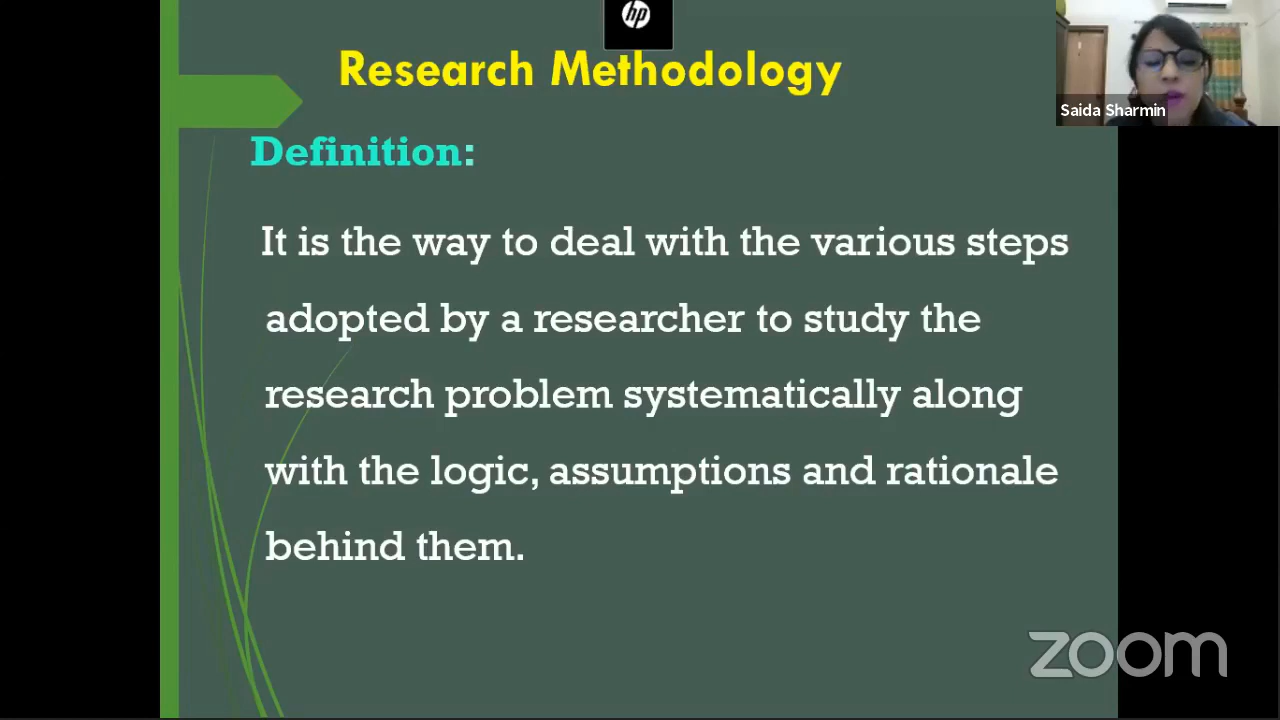 hp
Research Methodology
Saida Sharmin
Definition:
It is the way to deal with the various steps
adopted by a researcher to study the
research problem systematically along
with the logic, assumptions and rationale
behind them.
zoom